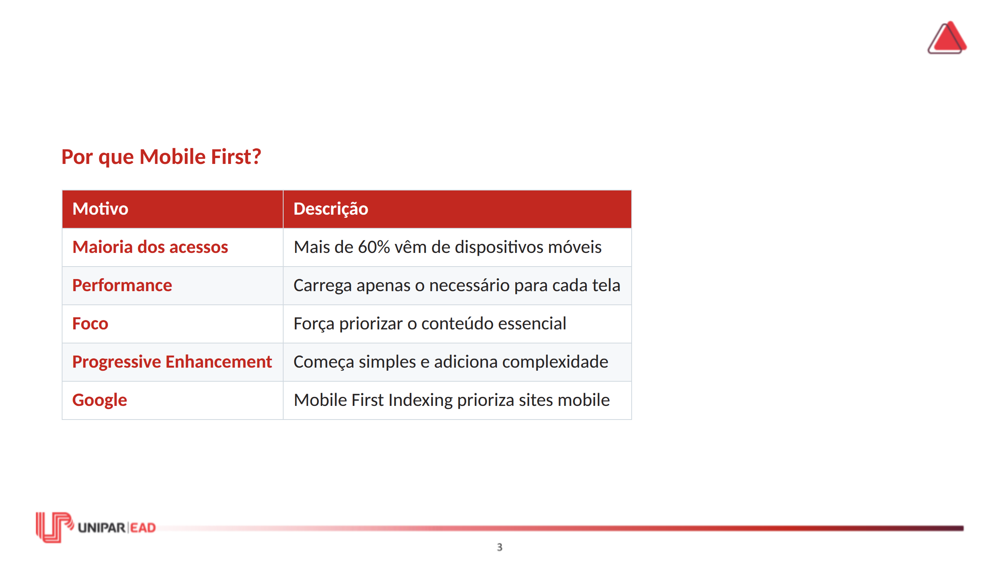 Por que Mobile First?
Motivo Descrição
Maioria dos acessos Mais de 60% vêm de dispositivos móveis
Performance Carrega apenas o necessário para cada tela
Foco Força priorizar o conteúdo essencial
Progressive Enhancement Começa simples e adiciona complexidade
Google Mobile First Indexing prioriza sites mobile
UNIPAR|EAD
3